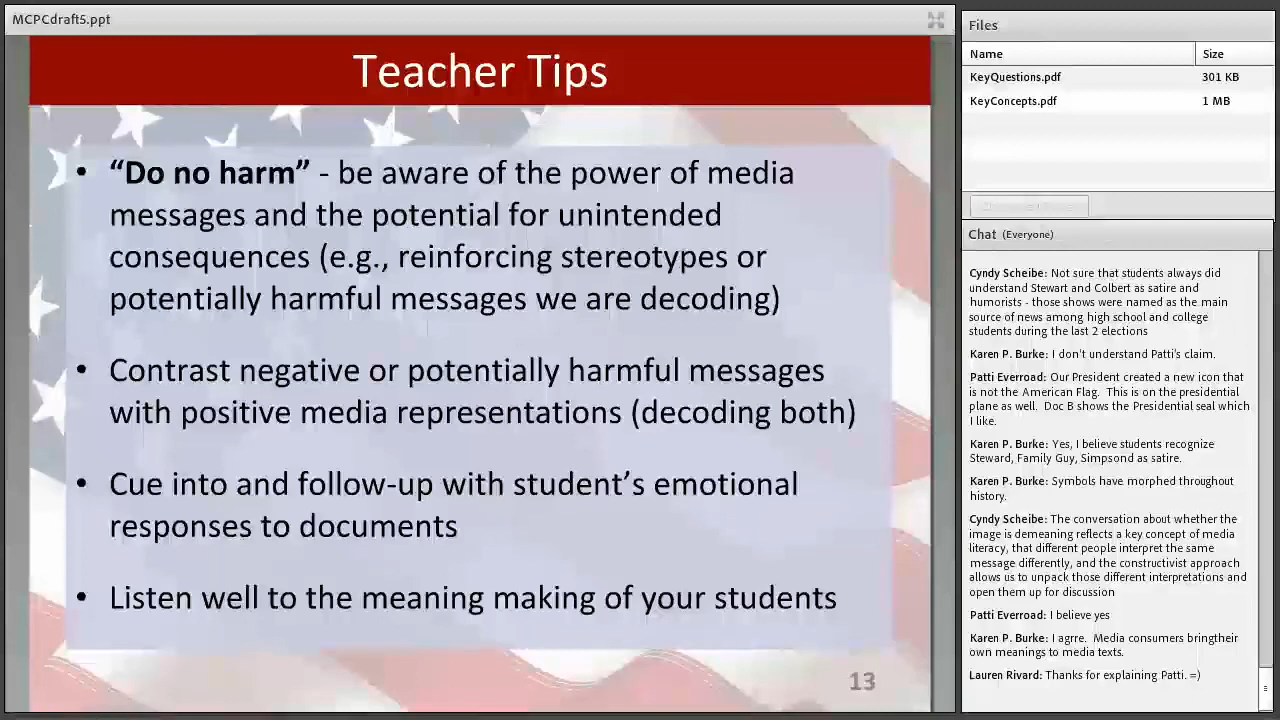 MCPCdraft5.ppt
Teacher Tips
• “Do no harm” - be aware of the power of media
messages and the potential for unintended
consequences (e.g., reinforcing stereotypes or
potentially harmful messages we are decoding)
• Contrast negative or potentially harmful messages
with positive media representations (decoding both)
• Cue into and follow-up with student’s emotional
responses to documents
• Listen well to the meaning making of your students
13
Files
Name Size
KeyQuestions.pdf 301 KB
KeyConcepts.pdf 1 MB
Chat (Everyone)
Cyndy Scheibe: Not sure that students always did
understand Stewart and Colbert as satire and
humorists - those shows were named as the main
source of news among high school and college
students during the last 2 elections
Karen P. Burke: I don't understand Patti's claim.
Patti Everroad: Our President created a new icon that
is not the American Flag. This is on the presidential
plane as well. Doc B shows the Presidential seal which
I like.
Karen P. Burke: Yes, I believe students recognize
Steward, Family Guy, Simpsond as satire.
Karen P. Burke: Symbols have morphed throughout
history.
Cyndy Scheibe: The conversation about whether the
image is demeaning reflects a key concept of media
literacy, that different people interpret the same
message differently, and the constructivist approach
allows us to unpack those different interpretations and
open them up for discussion
Patti Everroad: I believe yes
Karen P. Burke: I agrre. Media consumers bringtheir
own meanings to media texts.
Lauren Rivard: Thanks for explaining Patti. =)